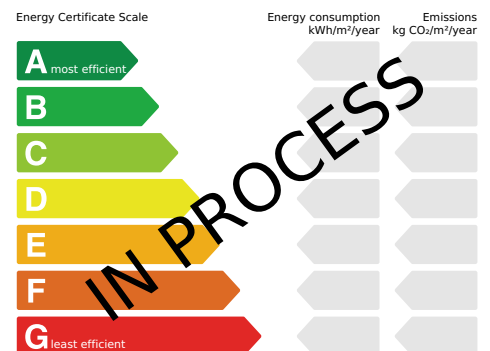 Energy Certificate Scale
Energy consumption
kWh/m²/year
Emissions
kg CO₂/m²/year
A most efficient
B
C
D
E
F
G least efficient
IN PROCESS